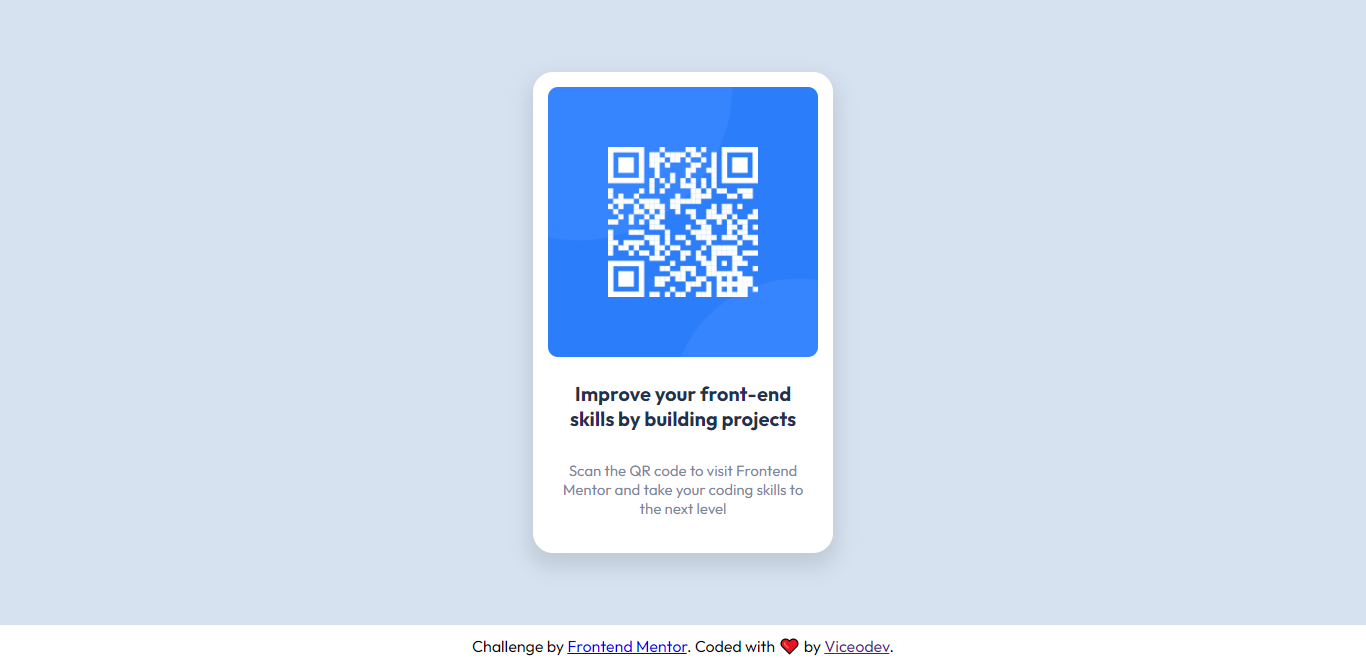 Improve your front-end
skills by building projects
Scan the QR code to visit Frontend
Mentor and take your coding skills to
the next level
Challenge by Frontend Mentor. Coded with ❤️ by Viceodev.